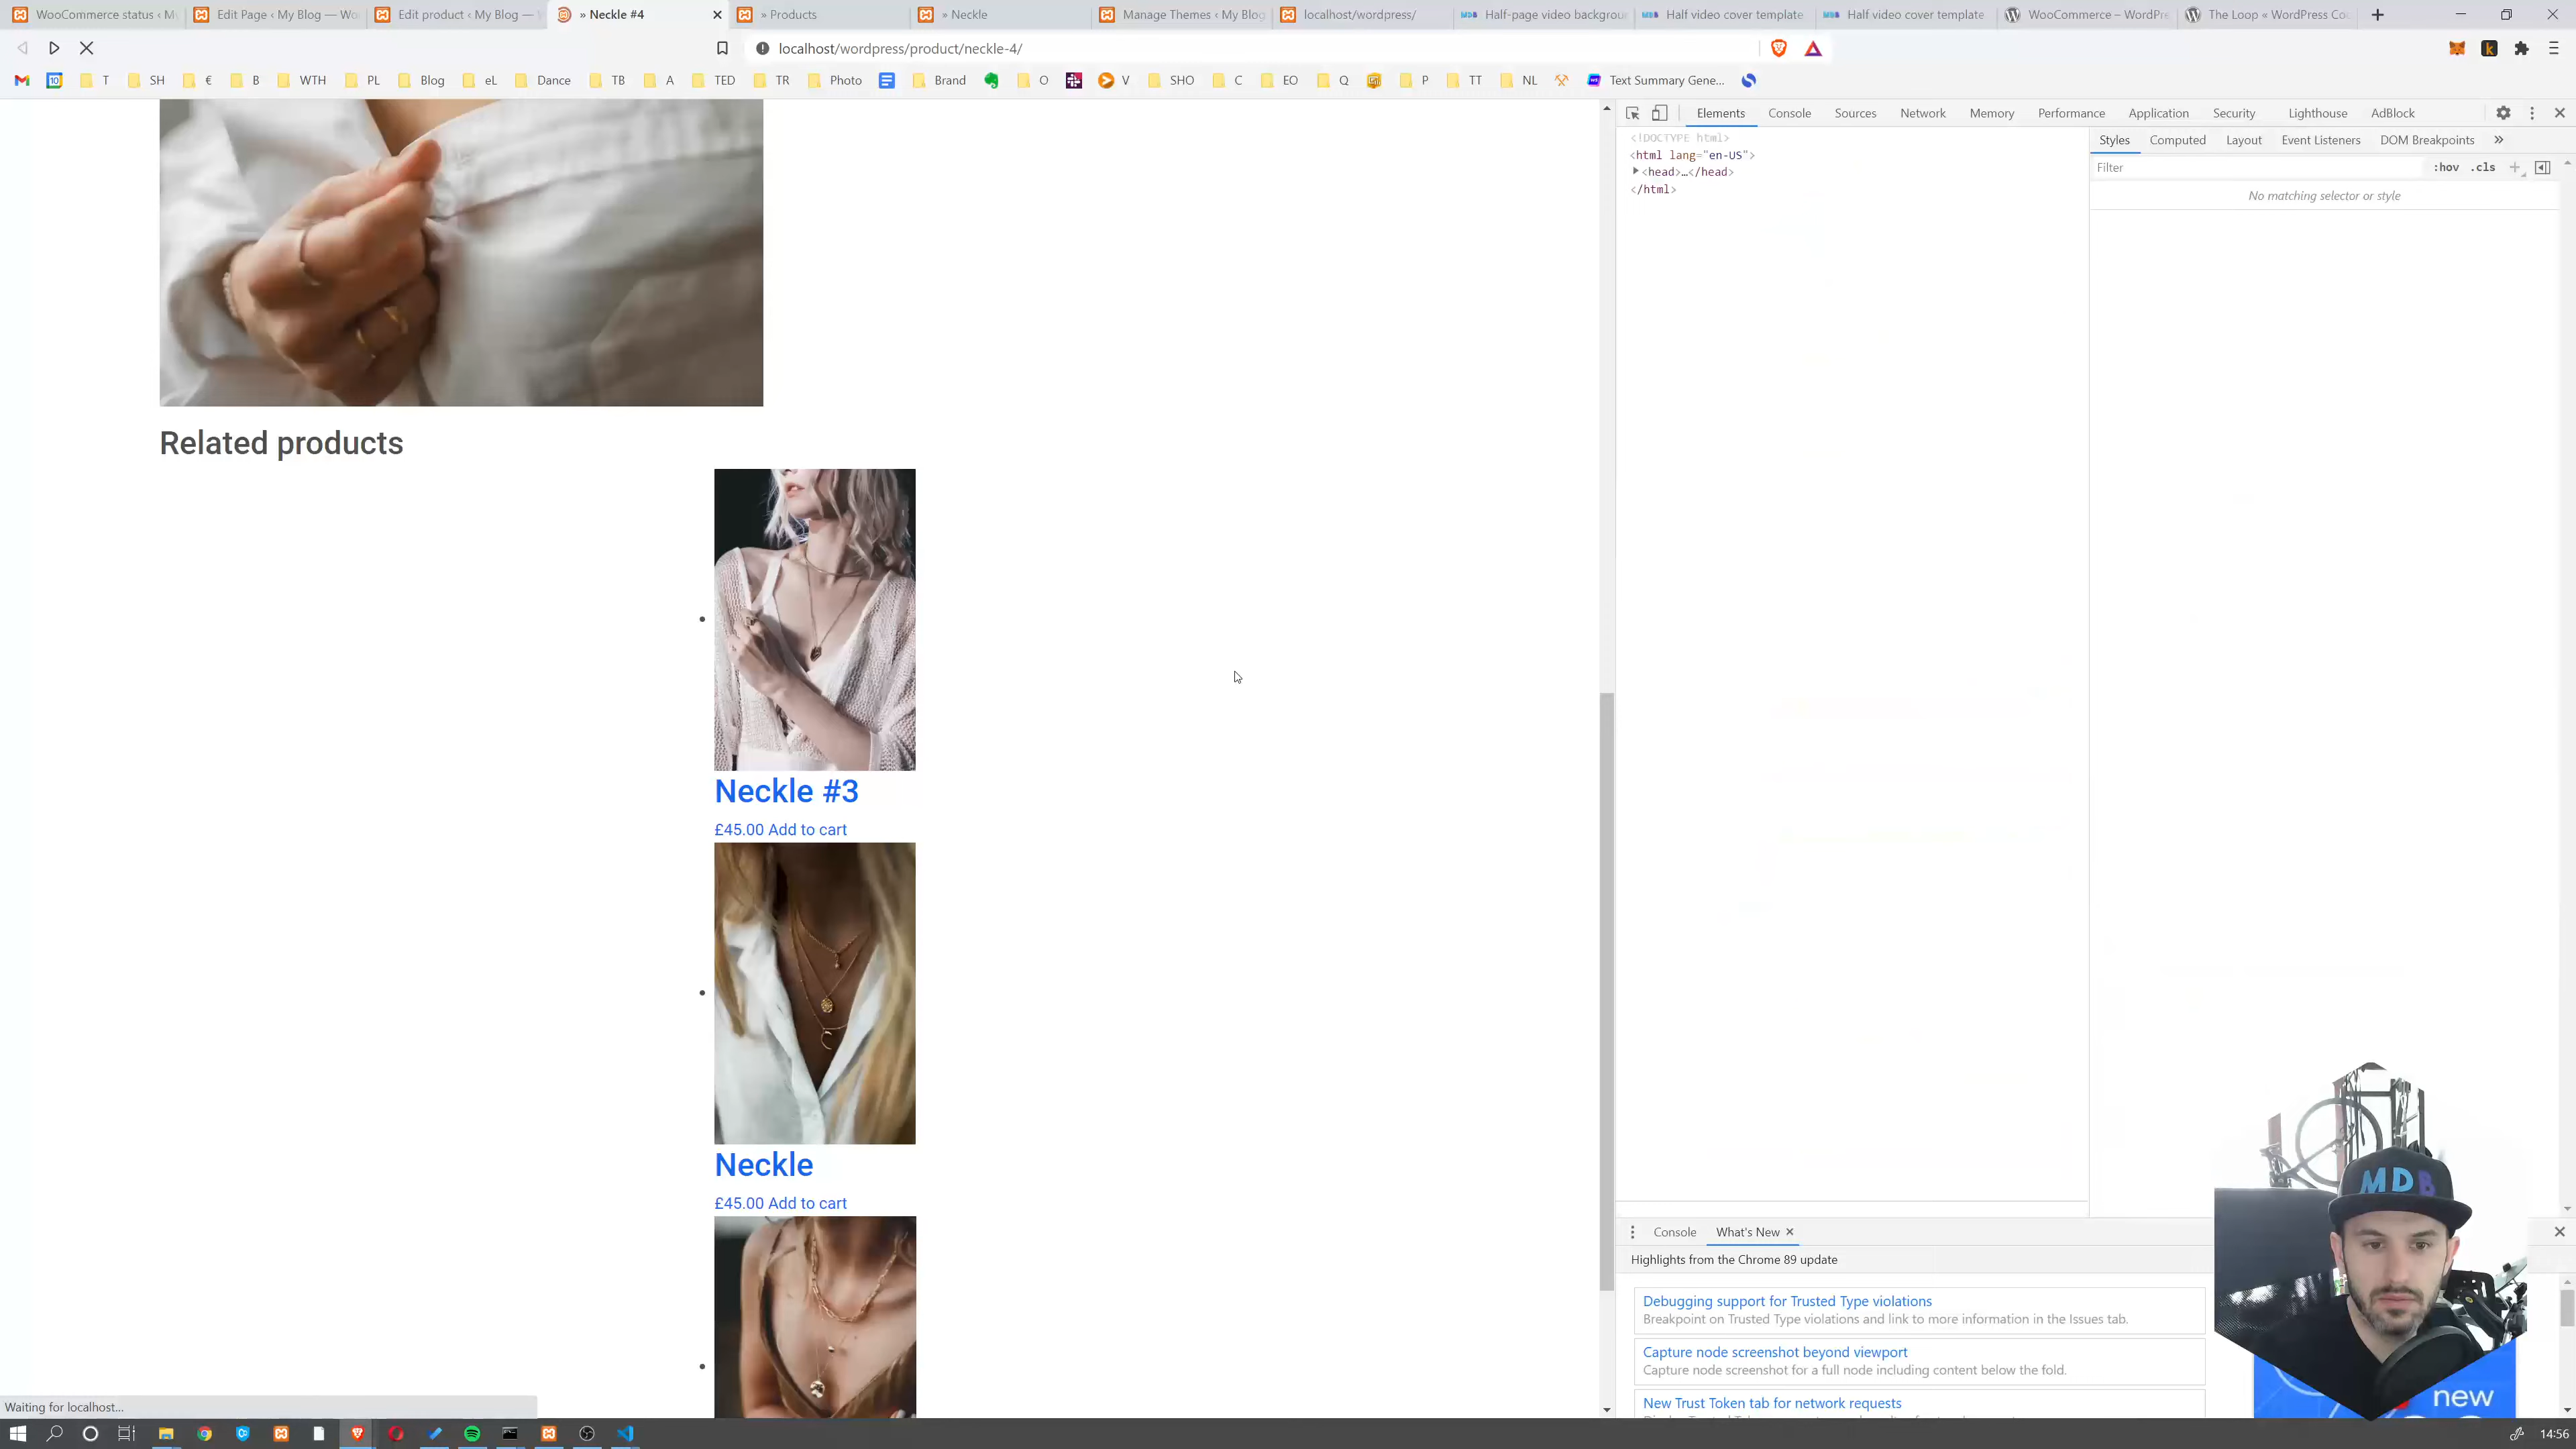 WooCommerce status ‹ M
Edit Page ‹ My Blog — Wo
Edit product ‹ My Blog —
» Neckle #4
» Products
» Neckle
Manage Themes ‹ My Blog
localhost/wordpress/
Half-page video backgrou
Half video cover template
Half video cover template
WooCommerce – WordPre
The Loop « WordPress Co
localhost/wordpress/product/neckle-4/
T
SH
€
B
WTH
PL
Blog
eL
Dance
TB
A
TED
TR
Photo
Brand
O
V
SHO
C
EO
Q
P
TT
NL
Text Summary Gene...
Elements
Console
Sources
Network
Memory
Performance
Application
Security
Lighthouse
AdBlock
<!DOCTYPE html>
<html lang="en-US">
<head>…</head>
</html>
Styles
Computed
Layout
Event Listeners
DOM Breakpoints
Filter
:hov
.cls
No matching selector or style
Related products
Neckle #3
£45.00 Add to cart
Neckle
£45.00 Add to cart
Console
What's New
Highlights from the Chrome 89 update
Debugging support for Trusted Type violations
Breakpoint on Trusted Type violations and link to more information in the Issues tab.
Capture node screenshot beyond viewport
Capture node screenshot for a full node including content below the fold.
New Trust Token tab for network requests
MDB
new
Waiting for localhost...
14:56